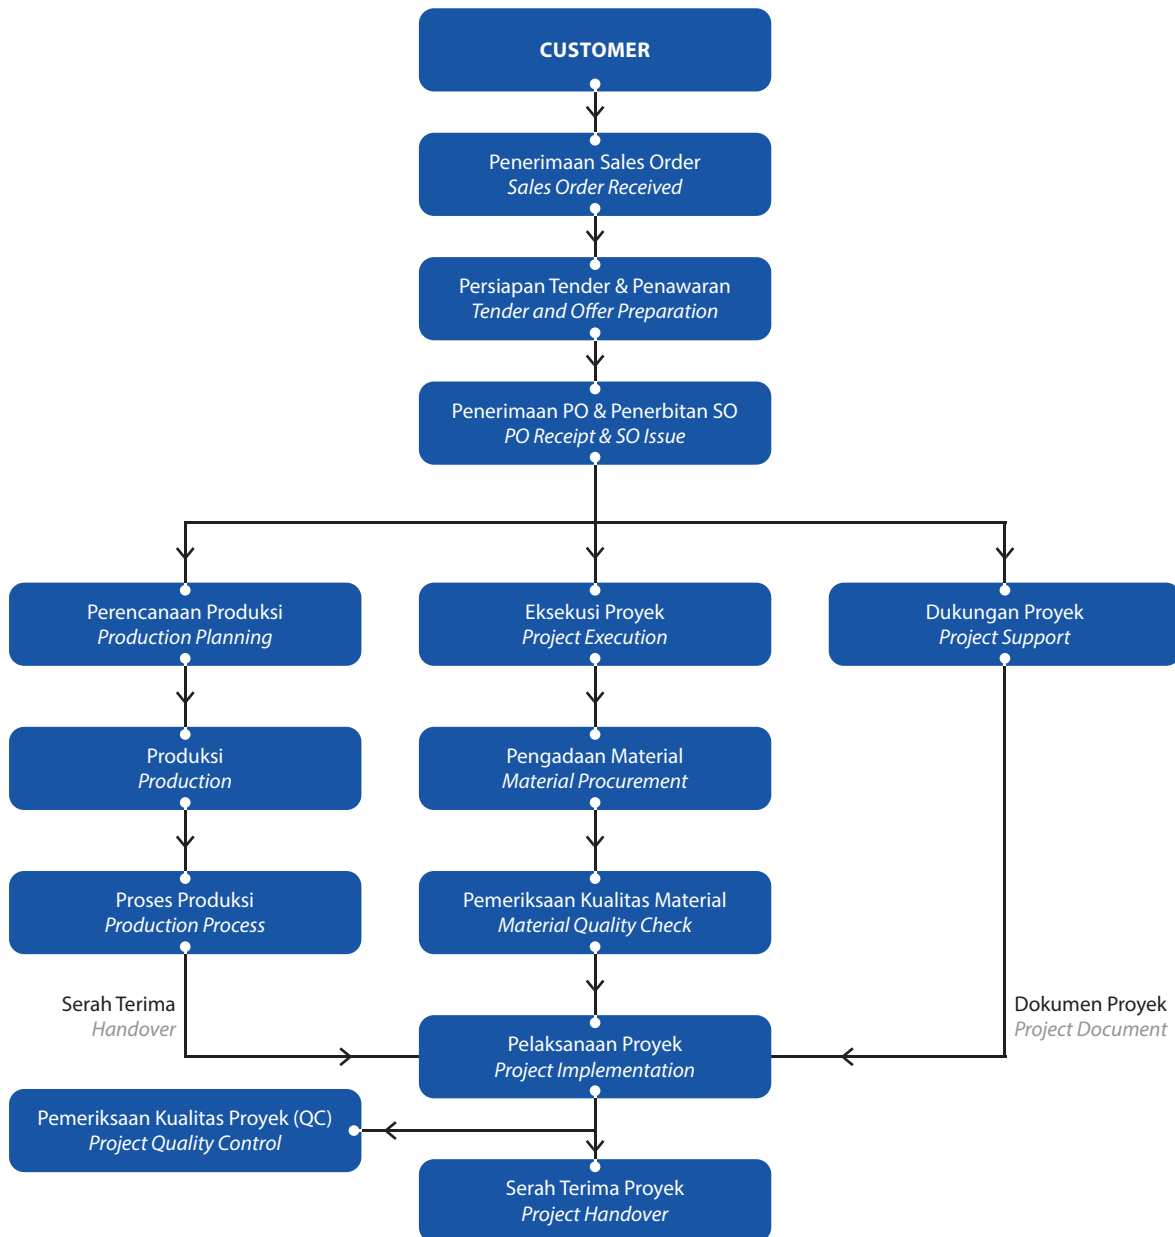 CUSTOMER
Penerimaan Sales Order
Sales Order Received
Persiapan Tender & Penawaran
Tender and Offer Preparation
Penerimaan PO & Penerbitan SO
PO Receipt & SO Issue
Perencanaan Produksi
Production Planning
Eksekusi Proyek
Project Execution
Dukungan Proyek
Project Support
Produksi
Production
Pengadaan Material
Material Procurement
Proses Produksi
Production Process
Pemeriksaan Kualitas Material
Material Quality Check
Serah Terima
Handover
Dokumen Proyek
Project Document
Pelaksanaan Proyek
Project Implementation
Pemeriksaan Kualitas Proyek (QC)
Project Quality Control
Serah Terima Proyek
Project Handover